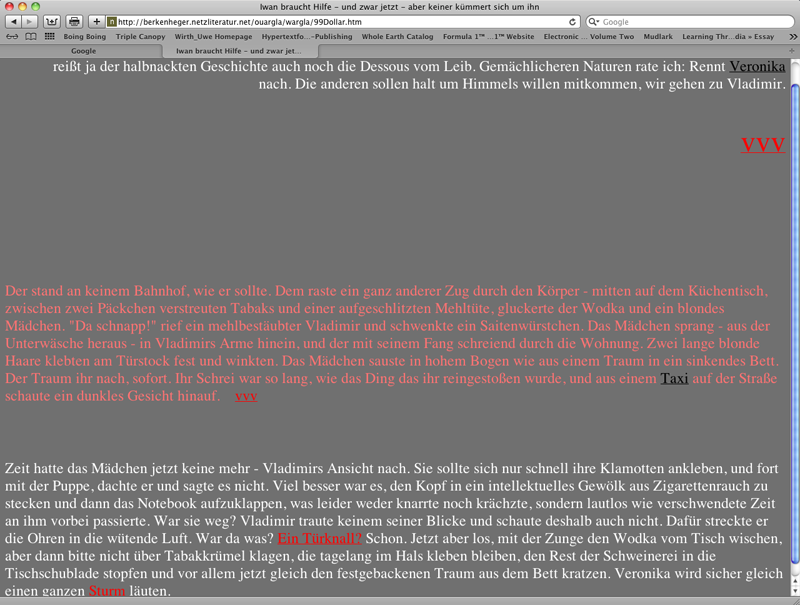 Iwan braucht Hilfe - und zwar jetzt - aber keiner kümmert sich um ihn
http://berkenheger.netzliteratur.net/ouargla/wargla/99Dollar.htm
Google
Boing Boing Triple Canopy Wirth_Uwe Homepage Hypertextfo...–Publishing Whole Earth Catalog Formula 1™ ...1™ Website Electronic ... Volume Two Mudlark Learning Thr...dia » Essay
Google Iwan braucht Hilfe - und zwar jet...
reißt ja der halbnackten Geschichte auch noch die Dessous vom Leib. Gemächlicheren Naturen rate ich: Rennt Veronika
nach. Die anderen sollen halt um Himmels willen mitkommen, wir gehen zu Vladimir.
vvv
Der stand an keinem Bahnhof, wie er sollte. Dem raste ein ganz anderer Zug durch den Körper - mitten auf dem Küchentisch,
zwischen zwei Päckchen verstreuten Tabaks und einer aufgeschlitzten Mehltüte, gluckerte der Wodka und ein blondes
Mädchen. "Da schnapp!" rief ein mehlbestäubter Vladimir und schwenkte ein Saitenwürstchen. Das Mädchen sprang - aus der
Unterwäsche heraus - in Vladimirs Arme hinein, und der mit seinem Fang schreiend durch die Wohnung. Zwei lange blonde
Haare klebten am Türstock fest und winkten. Das Mädchen sauste in hohem Bogen wie aus einem Traum in ein sinkendes Bett.
Der Traum ihr nach, sofort. Ihr Schrei war so lang, wie das Ding das ihr reingestoßen wurde, und aus einem Taxi auf der Straße
schaute ein dunkles Gesicht hinauf. vvv
Zeit hatte das Mädchen jetzt keine mehr - Vladimirs Ansicht nach. Sie sollte sich nur schnell ihre Klamotten ankleben, und fort
mit der Puppe, dachte er und sagte es nicht. Viel besser war es, den Kopf in ein intellektuelles Gewölk aus Zigarettenrauch zu
stecken und dann das Notebook aufzuklappen, was leider weder knarrte noch krächzte, sondern lautlos wie verschwendete Zeit
an ihm vorbei passierte. War sie weg? Vladimir traute keinem seiner Blicke und schaute deshalb auch nicht. Dafür streckte er
die Ohren in die wütende Luft. War da was? Ein Türknall? Schon. Jetzt aber los, mit der Zunge den Wodka vom Tisch wischen,
aber dann bitte nicht über Tabakkrümel klagen, die tagelang im Hals kleben bleiben, den Rest der Schweinerei in die
Tischschublade stopfen und vor allem jetzt gleich den festgebackenen Traum aus dem Bett kratzen. Veronika wird sicher gleich
einen ganzen Sturm läuten.